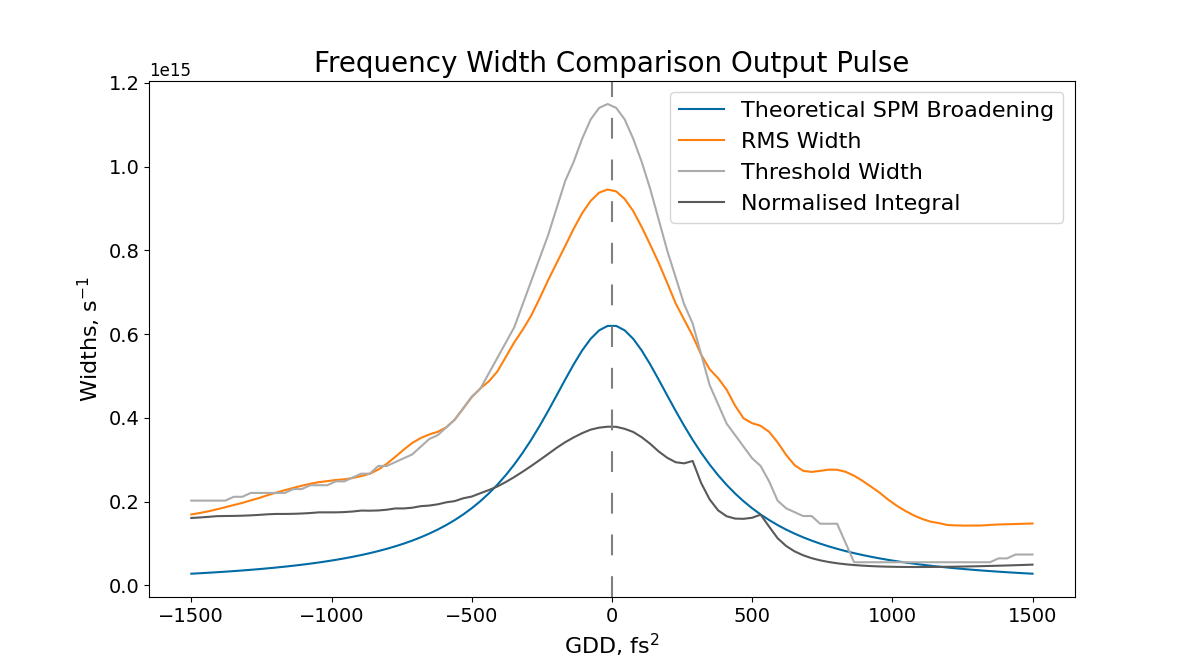 Frequency Width Comparison Output Pulse
1e15
1.2
1.0
0.8
0.6
0.4
0.2
0.0
Widths, s⁻¹
Theoretical SPM Broadening
RMS Width
Threshold Width
Normalised Integral
−1500
−1000
−500
0
500
1000
1500
GDD, fs²